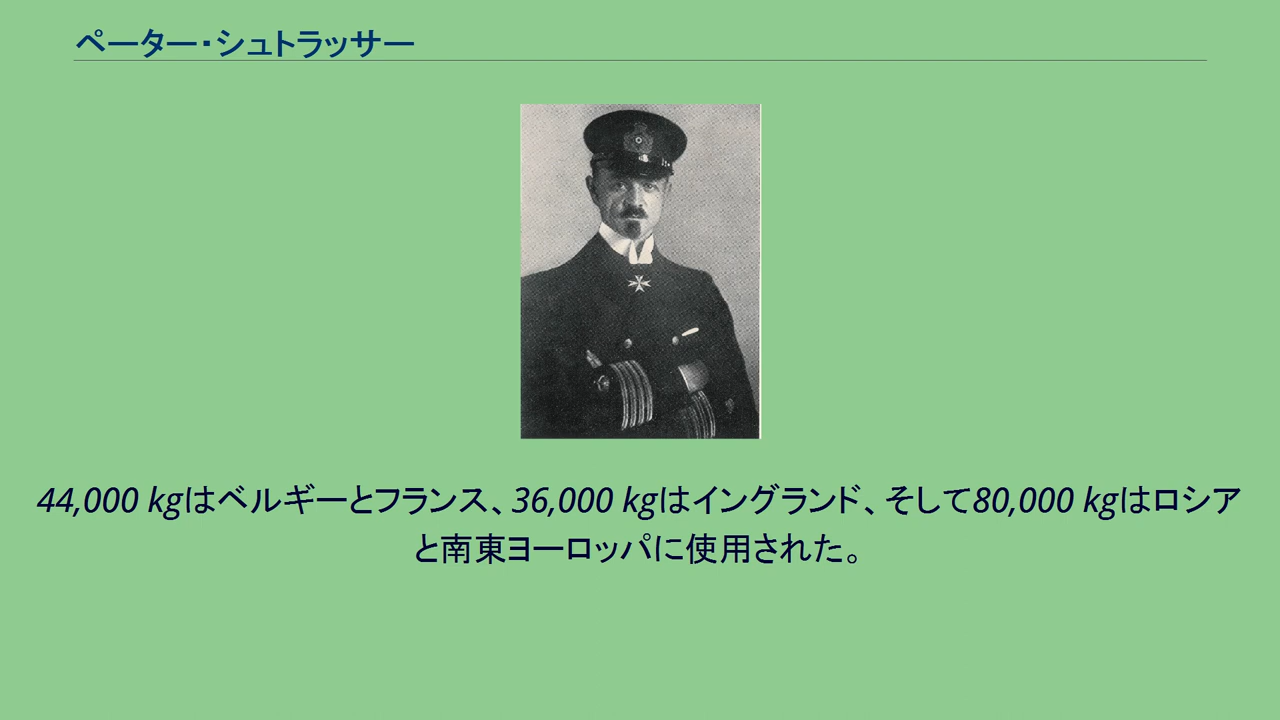 ペーター・シュトラッサー
44,000 kgはベルギーとフランス、36,000 kgはイングランド、そして80,000 kgはロシア
と南東ヨーロッパに使用された。